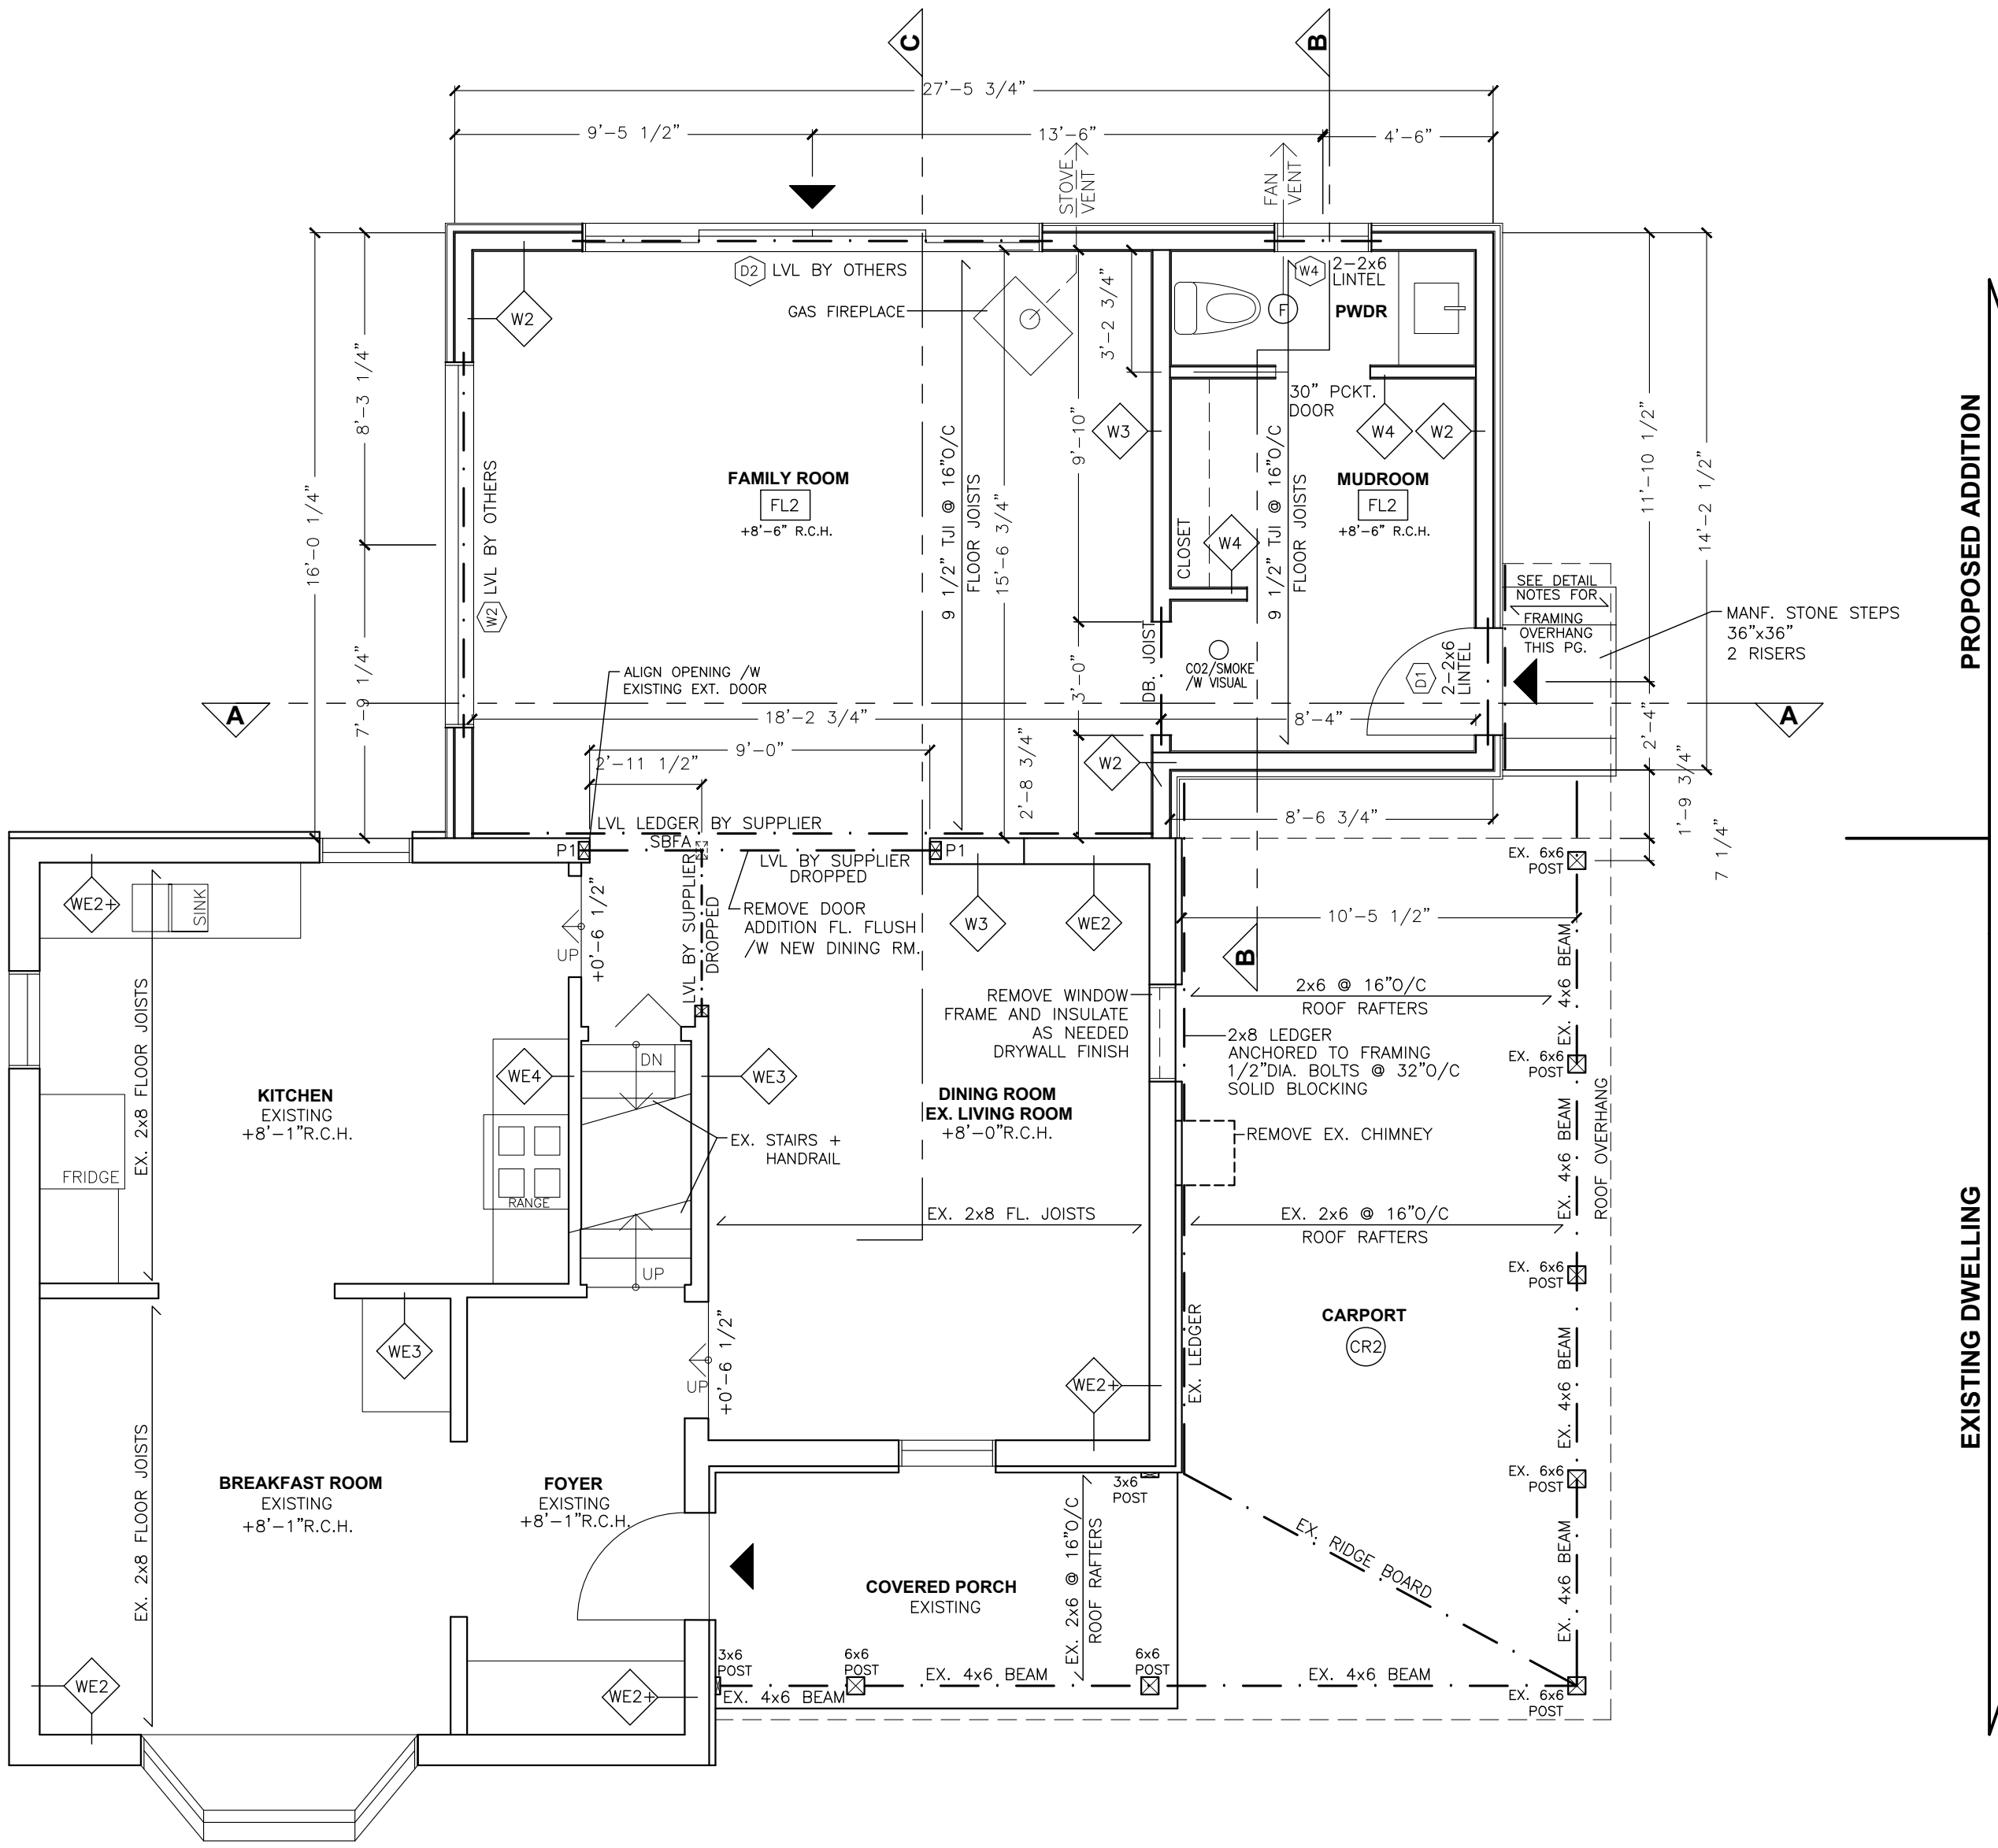 C
B
27'-5 3/4"
9'-5 1/2"
13'-6"
4'-6"
STOVE
VENT
FAN
VENT
D2
LVL BY OTHERS
W4
2-2x6
LINTEL
GAS FIREPLACE
F
PWDR
W2
3'-2 3/4"
30" PCKT.
DOOR
W3
W4
W2
8'-3 1/4"
16'-0 1/4"
7'-9 1/4"
W2
LVL BY OTHERS
FAMILY ROOM
FL2
+8'-6" R.C.H.
9 1/2" TJI @ 16"O/C
FLOOR JOISTS
15'-6 3/4"
9'-10"
CLOSET
W4
9 1/2" TJI @ 16"O/C
FLOOR JOISTS
MUDROOM
FL2
+8'-6" R.C.H.
11'-10 1/2"
14'-2 1/2"
PROPOSED ADDITION
SEE DETAIL
NOTES FOR
FRAMING
OVERHANG
THIS PG.
MANF. STONE STEPS
36"x36"
2 RISERS
ALIGN OPENING /W
EXISTING EXT. DOOR
DB. JOIST
3'-0"
CO2/SMOKE
/W VISUAL
D1
2-2x6
LINTEL
A
A
18'-2 3/4"
8'-4"
2'-4"
9'-0"
2'-11 1/2"
W2
2'-8 3/4"
1'-9 3/4"
7 1/4"
8'-6 3/4"
LVL LEDGER BY SUPPLIER
SBFA
P1
P1
LVL BY SUPPLIER
DROPPED
EX. 6x6
POST
WE2+
SINK
UP
+0'-6 1/2"
LVL BY SUPPLIER
DROPPED
REMOVE DOOR
ADDITION FL. FLUSH
/W NEW DINING RM.
W3
WE2
10'-5 1/2"
B
EX. 4x6 BEAM
EX. 2x8 FLOOR JOISTS
REMOVE WINDOW
FRAME AND INSULATE
AS NEEDED
DRYWALL FINISH
2x6 @ 16"O/C
ROOF RAFTERS
2x8 LEDGER
ANCHORED TO FRAMING
1/2"DIA. BOLTS @ 32"O/C
SOLID BLOCKING
EX. 6x6
POST
KITCHEN
EXISTING
+8'-1"R.C.H.
WE4
DN
WE3
DINING ROOM
EX. LIVING ROOM
+8'-0"R.C.H.
REMOVE EX. CHIMNEY
EX. 4x6 BEAM
ROOF OVERHANG
FRIDGE
RANGE
EX. STAIRS +
HANDRAIL
EX. 2x8 FL. JOISTS
EX. 2x6 @ 16"O/C
ROOF RAFTERS
UP
EX. 6x6
POST
EXISTING DWELLING
WE3
+0'-6 1/2"
UP
WE2+
EX. LEDGER
CARPORT
CR2
EX. 4x6 BEAM
EX. 2x8 FLOOR JOISTS
BREAKFAST ROOM
EXISTING
+8'-1"R.C.H.
FOYER
EXISTING
+8'-1"R.C.H.
3x6
POST
EX. 6x6
POST
EX. 2x6 @ 16"O/C
ROOF RAFTERS
EX. RIDGE BOARD
EX. 4x6 BEAM
COVERED PORCH
EXISTING
WE2
WE2+
3x6
POST
EX. 4x6 BEAM
6x6
POST
EX. 4x6 BEAM
6x6
POST
EX. 4x6 BEAM
EX. 6x6
POST